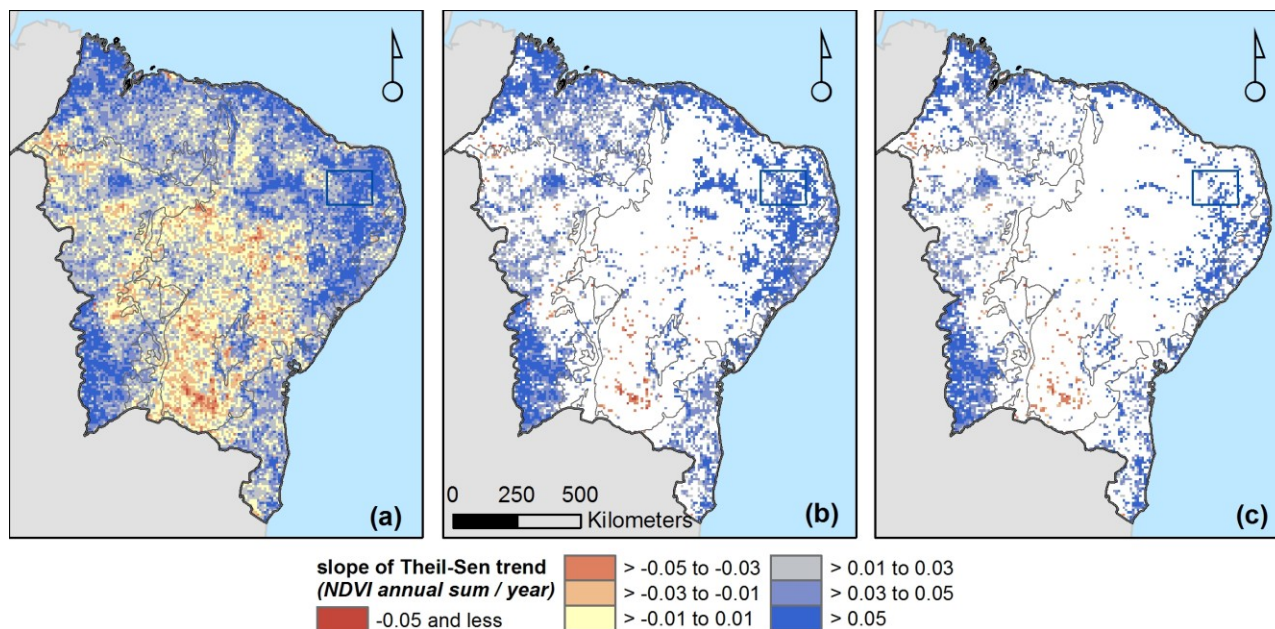 (a)
0 250 500
Kilometers
(b)
(c)
slope of Theil-Sen trend
(NDVI annual sum / year)
-0.05 and less
> -0.05 to -0.03
> -0.03 to -0.01
> -0.01 to 0.01
> 0.01 to 0.03
> 0.03 to 0.05
> 0.05